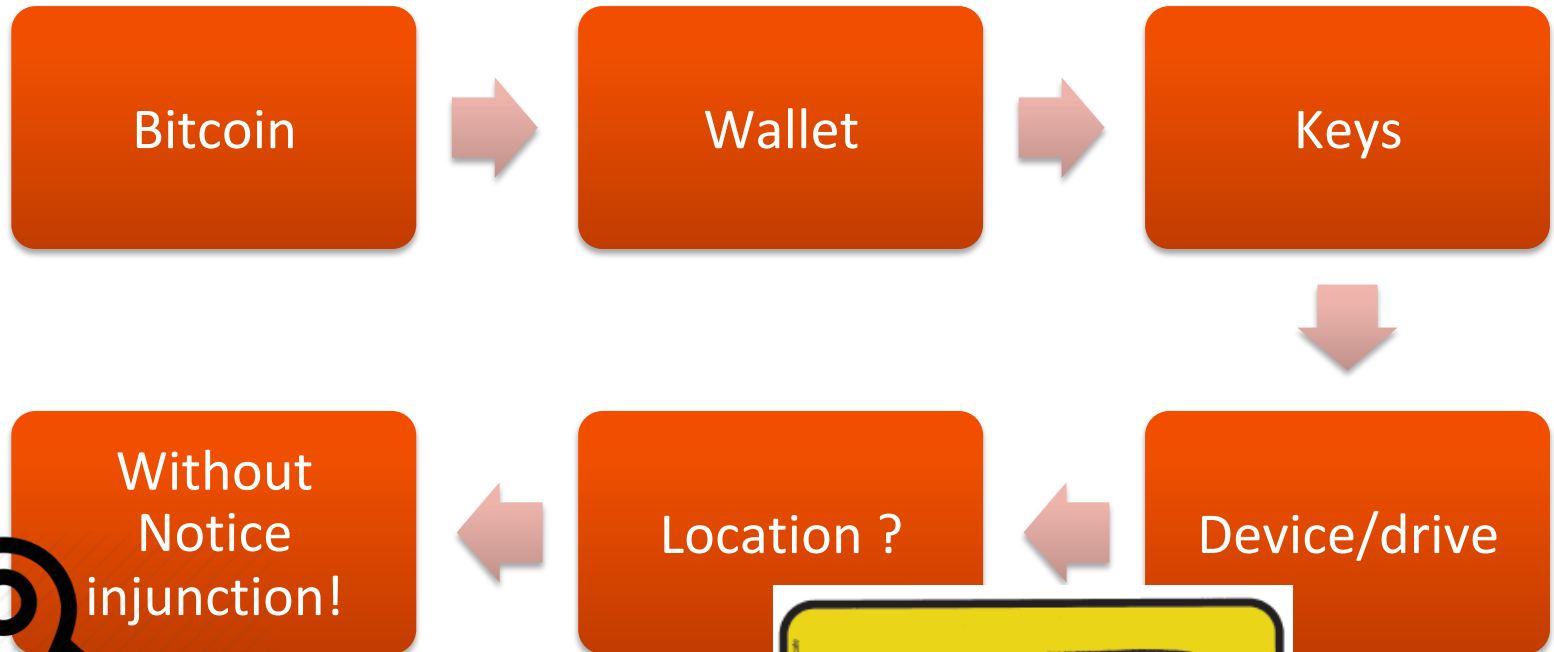 Bitcoin
Wallet
Keys
Device/drive
Location ?
Without
Notice
injunction!